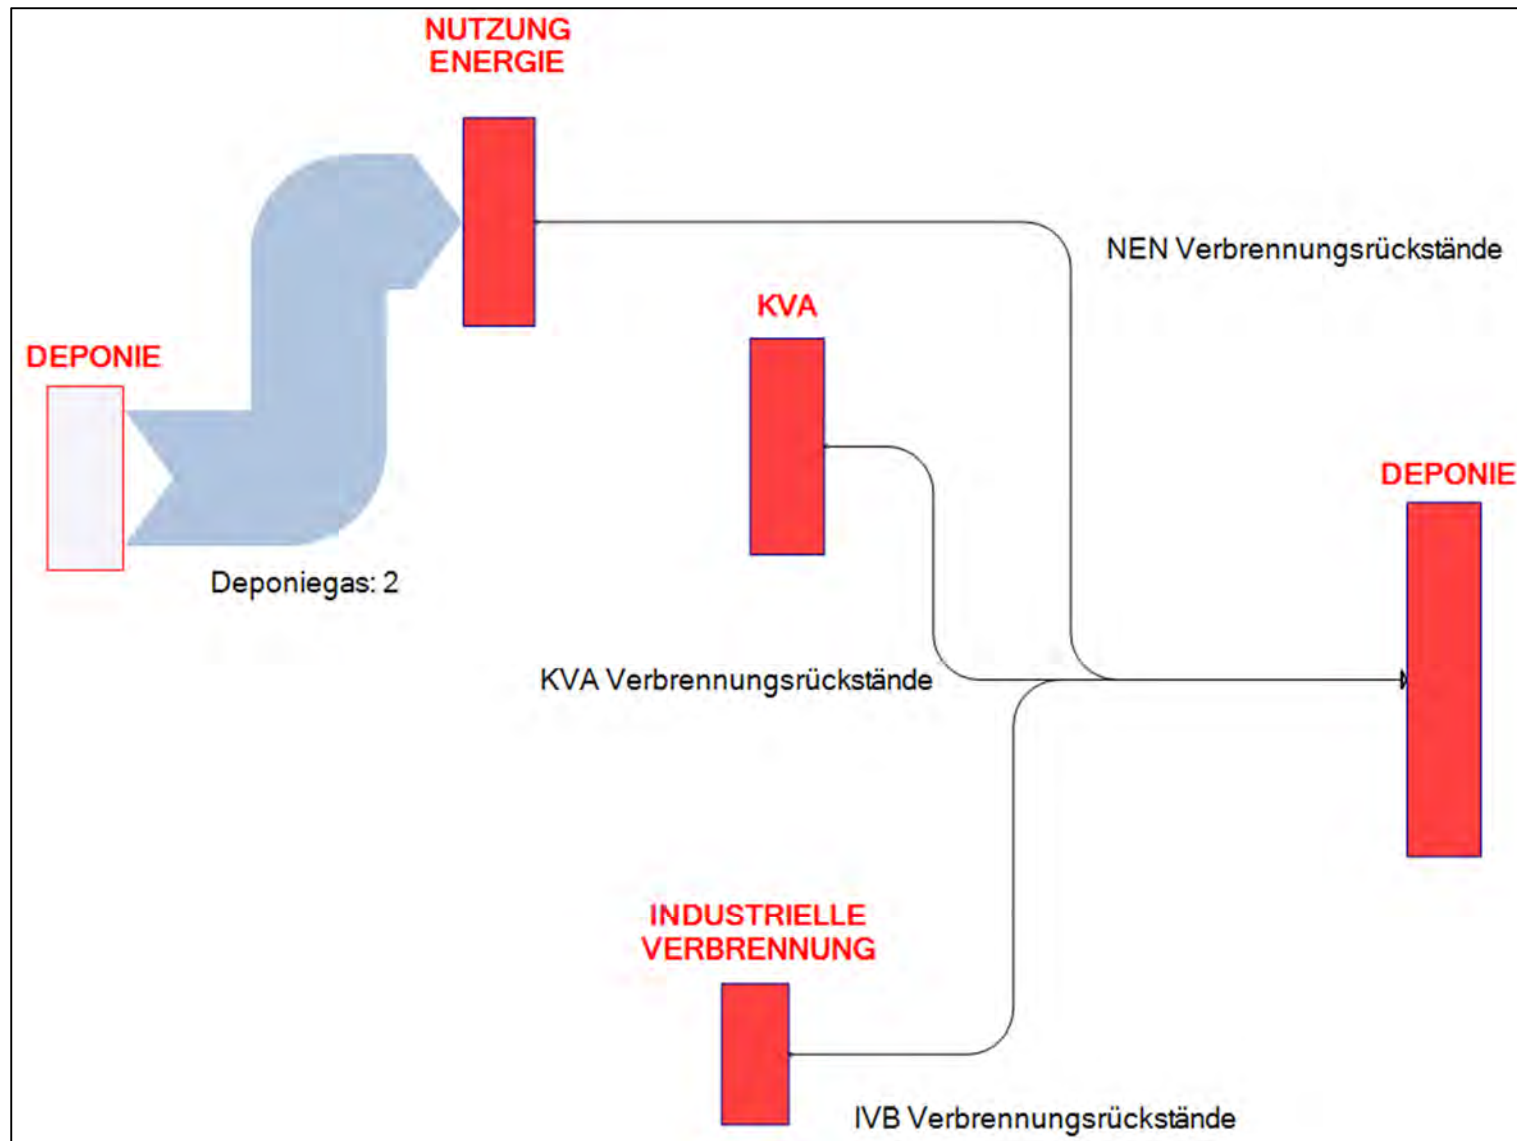 NUTZUNG
ENERGIE
NEN Verbrennungsrückstände
KVA
DEPONIE
DEPONIE
Deponiegas: 2
KVA Verbrennungsrückstände
INDUSTRIELLE
VERBRENNUNG
IVB Verbrennungsrückstände